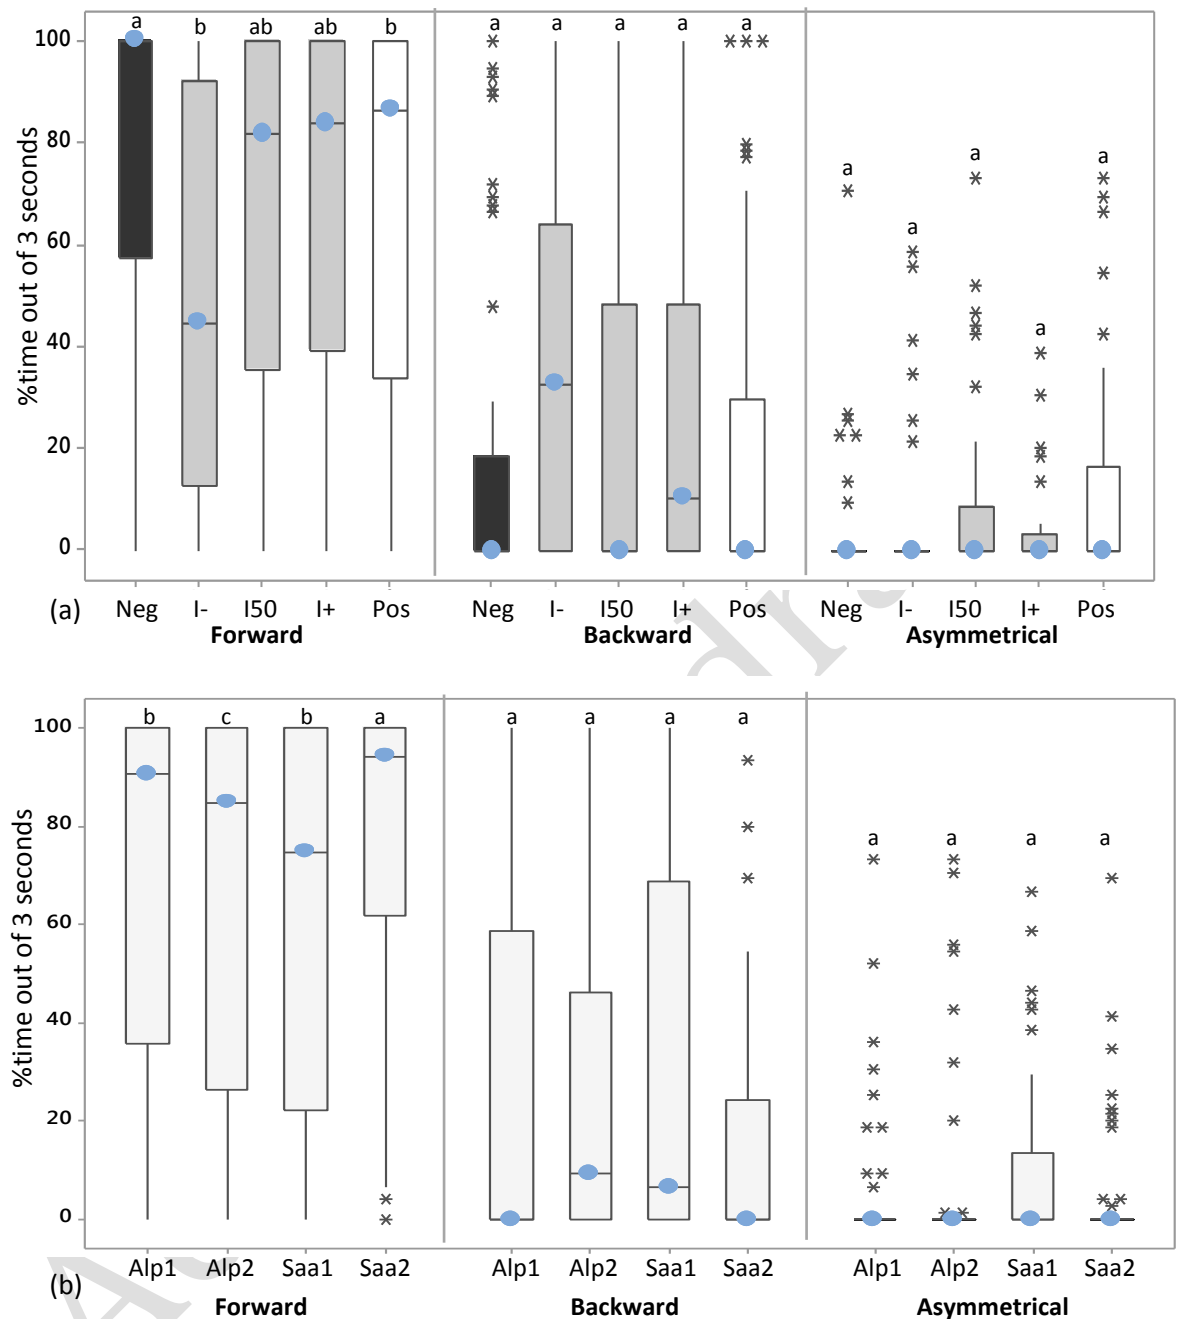 a b ab ab b a a a a a
a a a a a
100
80
60
40
20
0
%time out of 3 seconds
(a)
Neg I- I50 I+ Pos Neg I- I50 I+ Pos Neg I- I50 I+ Pos
Forward Backward Asymmetrical
b c b a a a a a
a a a a
100
80
60
40
20
0
%time out of 3 seconds
(b)
Alp1 Alp2 Saa1 Saa2 Alp1 Alp2 Saa1 Saa2 Alp1 Alp2 Saa1 Saa2
Forward Backward Asymmetrical